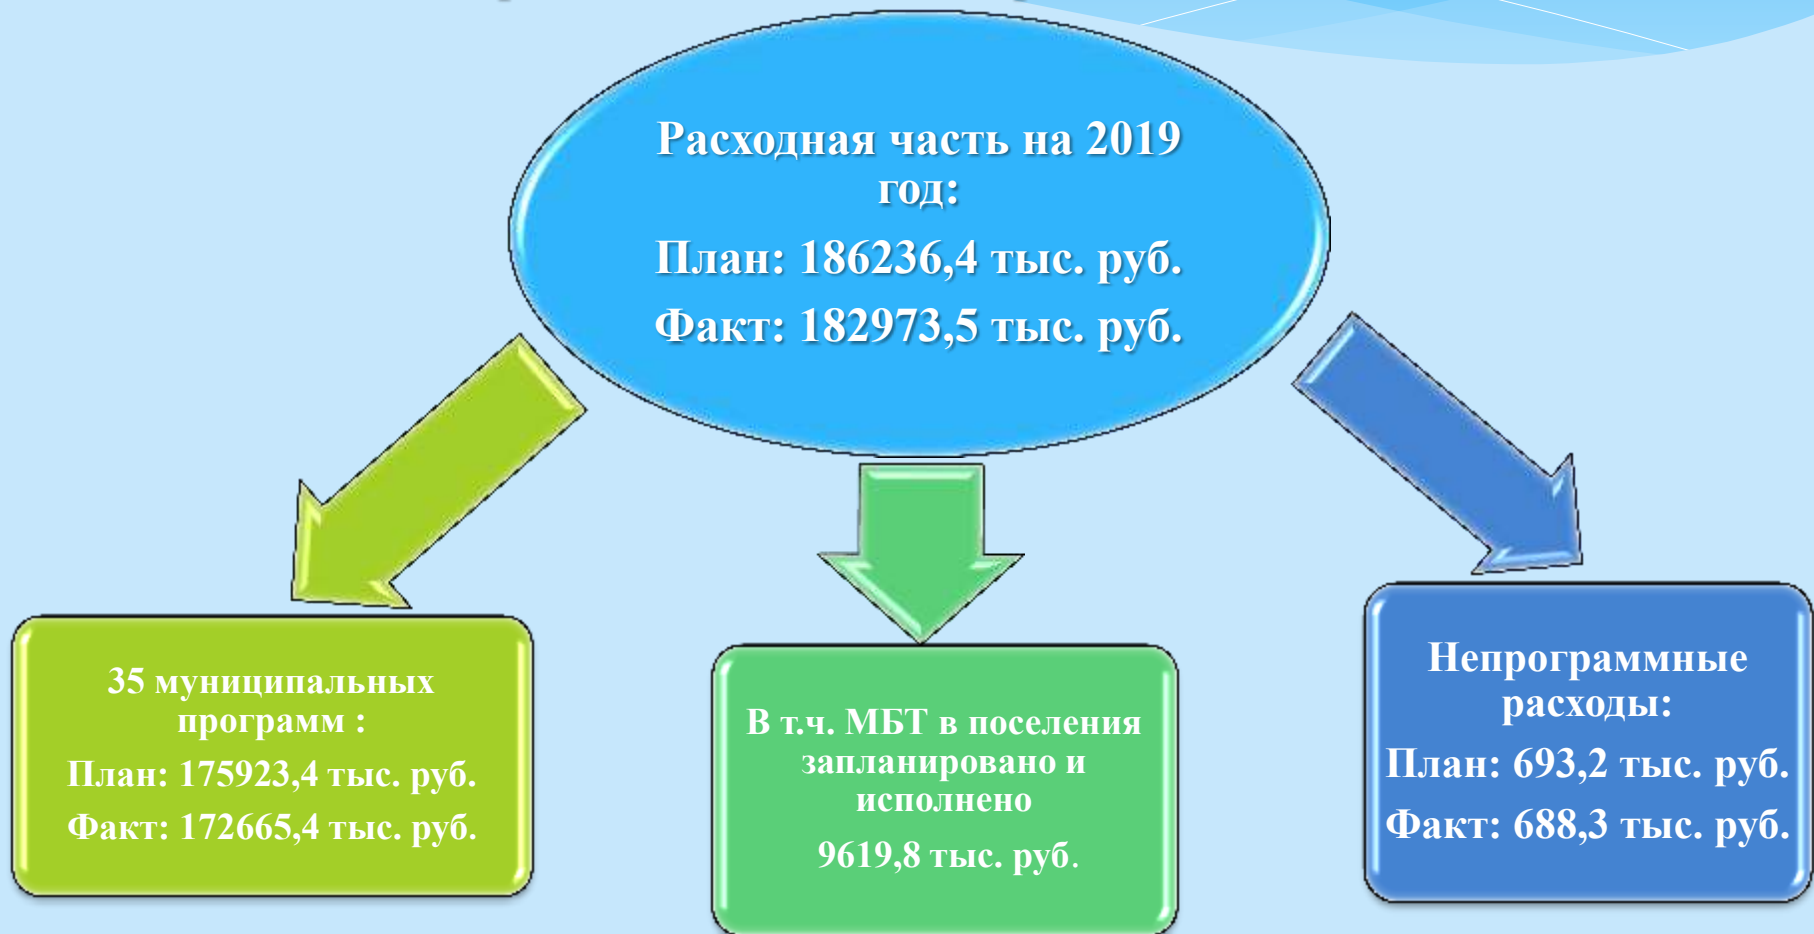 Расходная часть на 2019
год:
План: 186236,4 тыс. руб.
Факт: 182973,5 тыс. руб.
35 муниципальных
программ :
План: 175923,4 тыс. руб.
Факт: 172665,4 тыс. руб.
В т.ч. МБТ в поселения
запланировано и
исполнено
9619,8 тыс. руб.
Непрограммные
расходы:
План: 693,2 тыс. руб.
Факт: 688,3 тыс. руб.